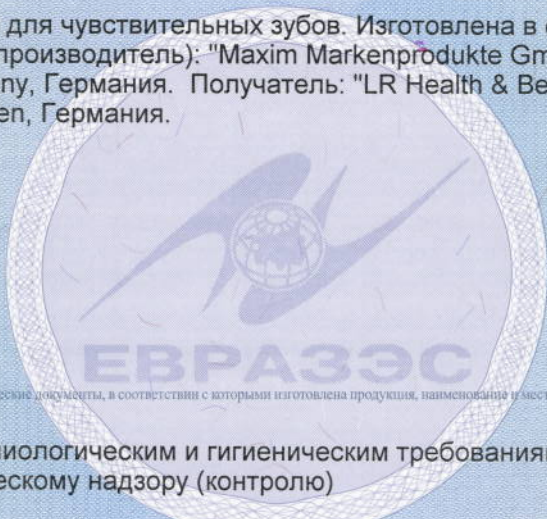 для чувствительных зубов. Изготовлена в
производитель): "Maxim Markenprodukte Gm
ny, Германия. Получатель: "LR Health & Be
en, Германия.
ЕВРАЗЭС
еские документы, в соответствии с которыми изготовлена продукция, наименование и мест
иологическим и гигиеническим требования
ескому надзору (контролю)